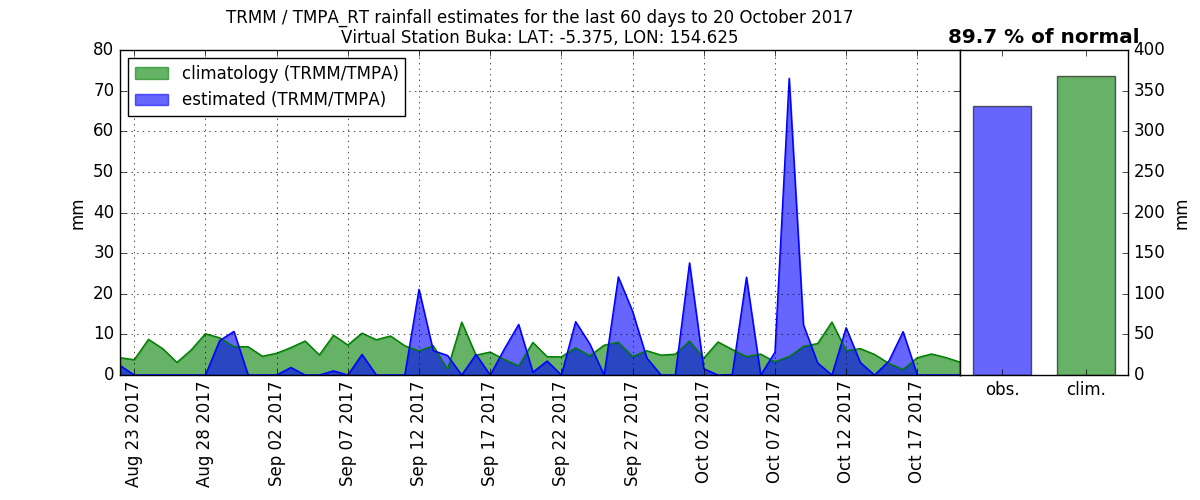 TRMM / TMPA_RT rainfall estimates for the last 60 days to 20 October 2017
Virtual Station Buka: LAT: -5.375, LON: 154.625
89.7 % of normal
climatology (TRMM/TMPA)
estimated (TRMM/TMPA)
mm
80
70
60
50
40
30
20
10
0
Aug 23 2017
Aug 28 2017
Sep 02 2017
Sep 07 2017
Sep 12 2017
Sep 17 2017
Sep 22 2017
Sep 27 2017
Oct 02 2017
Oct 07 2017
Oct 12 2017
Oct 17 2017
obs.
clim.
400
350
300
250
200
150
100
50
0
mm